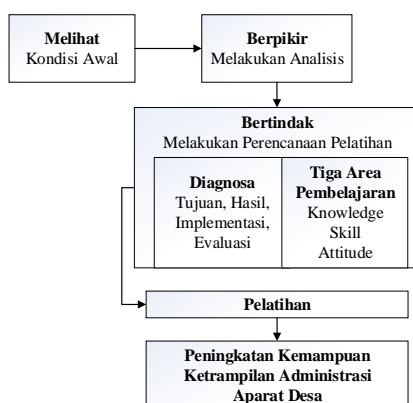 Melihat
Kondisi Awal
Berpikir
Melakukan Analisis
Bertindak
Melakukan Perencanaan Pelatihan
Diagnosa
Tujuan, Hasil,
Implementasi,
Evaluasi
Tiga Area
Pembelajaran
Knowledge
Skill
Attitude
Pelatihan
Peningkatan Kemampuan
Ketrampilan Administrasi
Aparat Desa